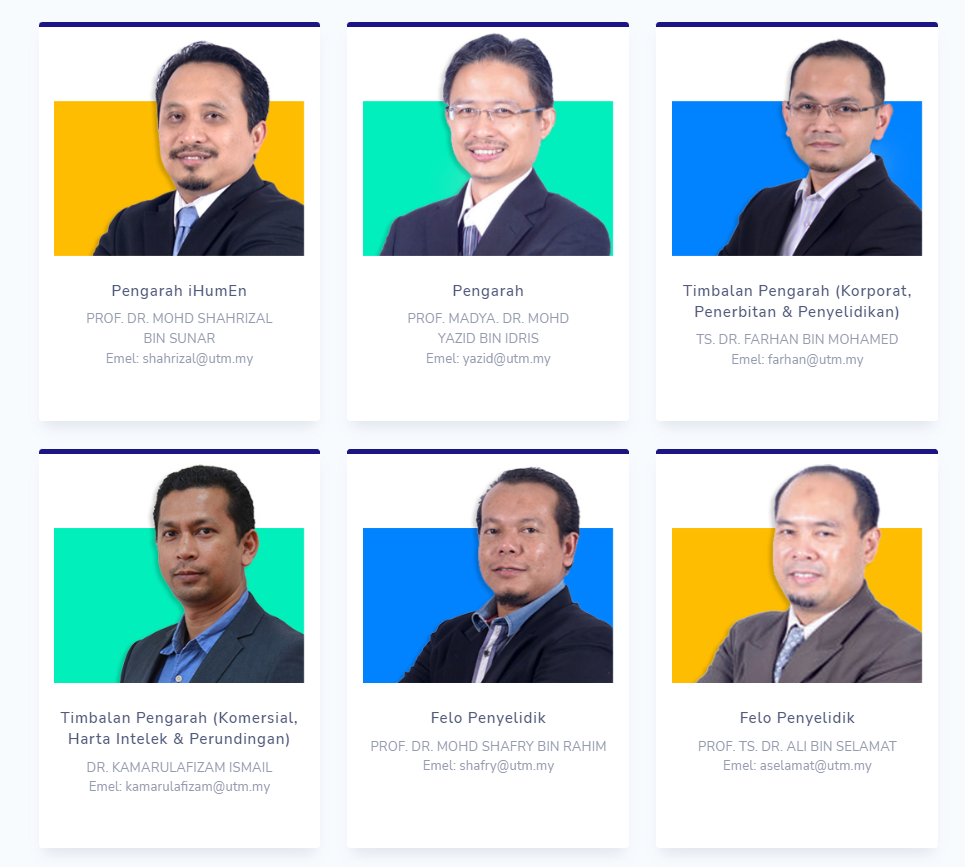 Pengarah iHumEn
PROF. DR. MOHD SHAHRIZAL
BIN SUNAR
Emel: shahrizal@utm.my
Pengarah
PROF. MADYA. DR. MOHD
YAZID BIN IDRIS
Emel: yazid@utm.my
Timbalan Pengarah (Korporat,
Penerbitan & Penyelidikan)
TS. DR. FARHAN BIN MOHAMED
Emel: farhan@utm.my
Timbalan Pengarah (Komersial,
Harta Intelek & Perundingan)
DR. KAMARULAFIZAM ISMAIL
Emel: kamarulafizam@utm.my
Felo Penyelidik
PROF. DR. MOHD SHAFRY BIN RAHIM
Emel: shafry@utm.my
Felo Penyelidik
PROF. TS. DR. ALI BIN SELAMAT
Emel: aselamat@utm.my